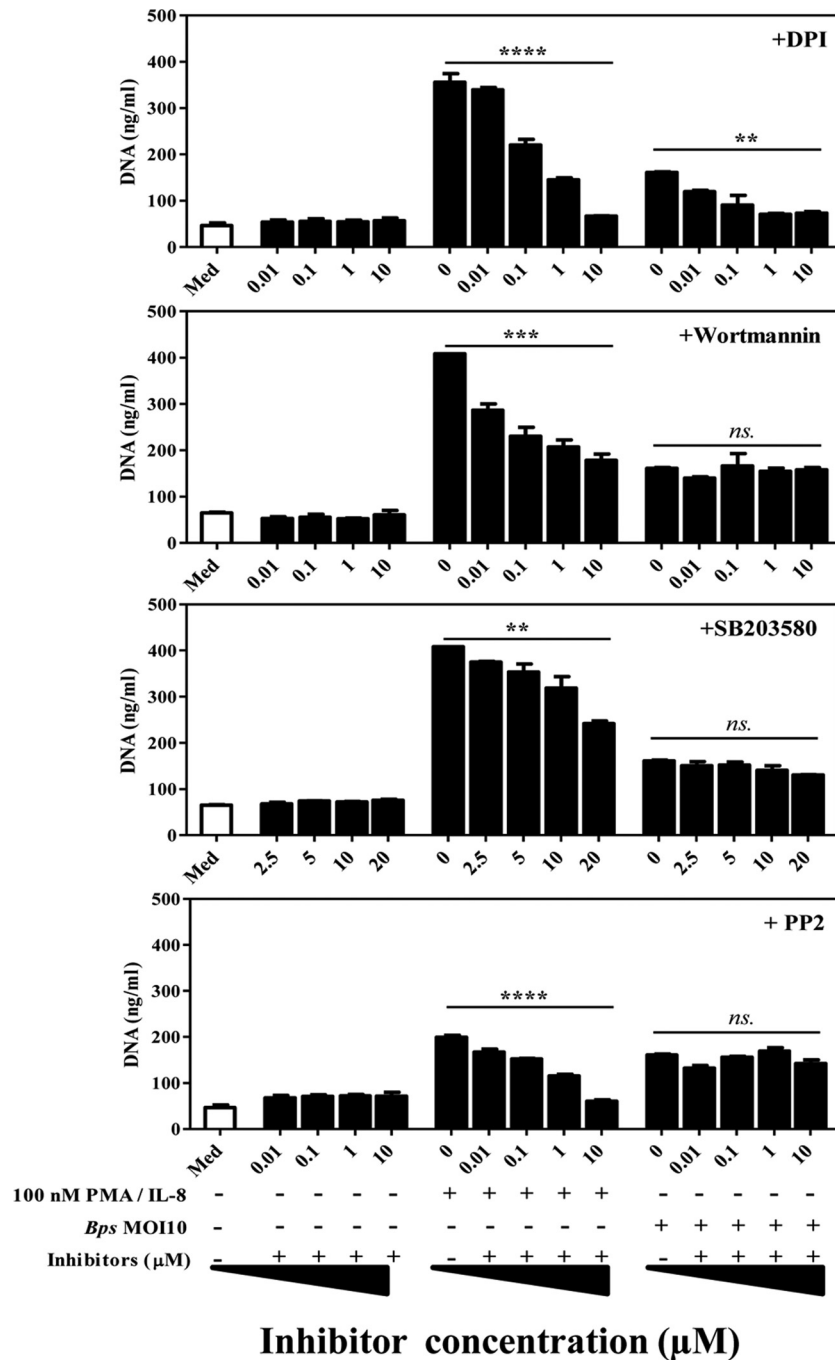 +DPI
DNA (ng/ml)
500
400
300
200
100
0
****
**
Med 0.01 0.1 1 10 0 0.01 0.1 1 10 0 0.01 0.1 1 10
+Wortmannin
DNA (ng/ml)
500
400
300
200
100
0
***
ns.
Med 0.01 0.1 1 10 0 0.01 0.1 1 10 0 0.01 0.1 1 10
+SB203580
DNA (ng/ml)
500
400
300
200
100
0
**
ns.
Med 2.5 5 10 20 0 2.5 5 10 20 0 2.5 5 10 20
+ PP2
DNA (ng/ml)
500
400
300
200
100
0
****
ns.
Med 0.01 0.1 1 10 0 0.01 0.1 1 10 0 0.01 0.1 1 10
100 nM PMA / IL-8 - - - - - + + + + + - - - - -
Bps MOI10 - - - - - - - - - - + + + + +
Inhibitors (μM) - + + + + - + + + + - + + + +
Inhibitor concentration (μM)